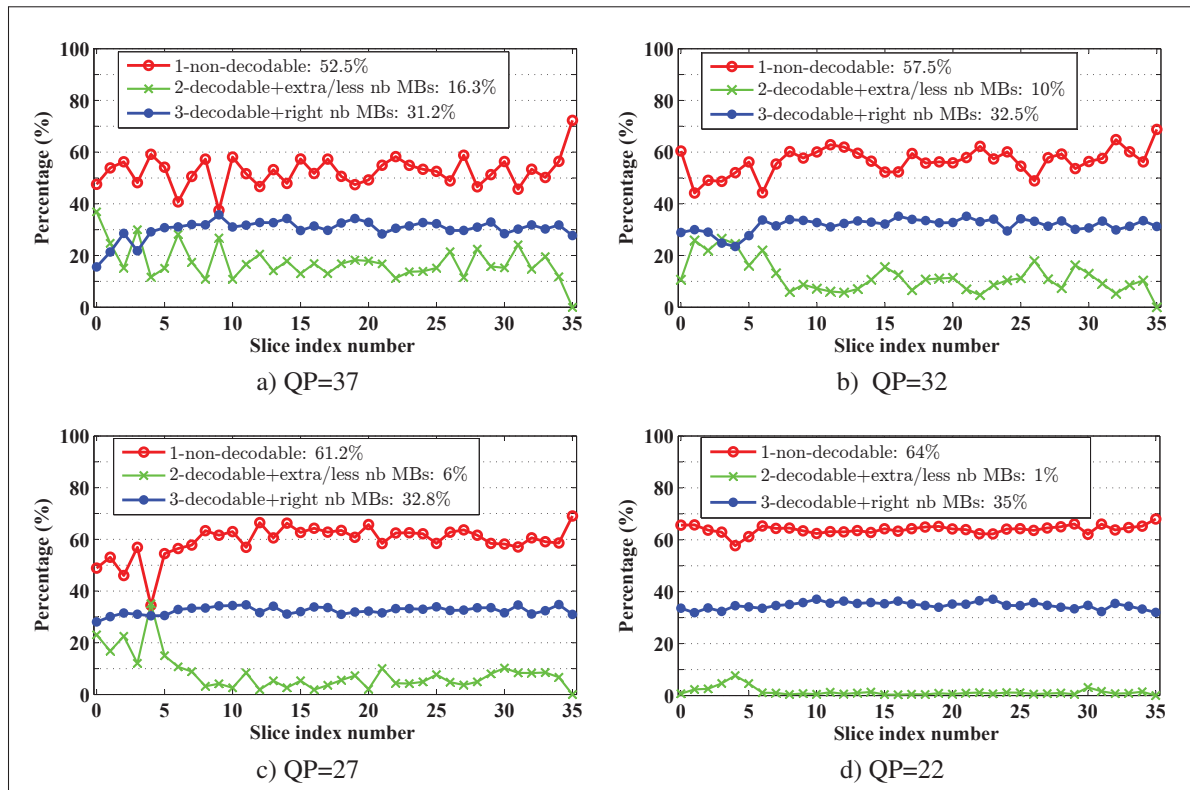 100
80
60
40
20
0
Percentage (%)
1-non-decodable: 52.5%
2-decodable+extra/less nb MBs: 16.3%
3-decodable+right nb MBs: 31.2%
0 5 10 15 20 25 30 35
Slice index number
a) QP=37
100
80
60
40
20
0
Percentage (%)
1-non-decodable: 57.5%
2-decodable+extra/less nb MBs: 10%
3-decodable+right nb MBs: 32.5%
0 5 10 15 20 25 30 35
Slice index number
b) QP=32
100
80
60
40
20
0
Percentage (%)
1-non-decodable: 61.2%
2-decodable+extra/less nb MBs: 6%
3-decodable+right nb MBs: 32.8%
0 5 10 15 20 25 30 35
Slice index number
c) QP=27
100
80
60
40
20
0
Percentage (%)
1-non-decodable: 64%
2-decodable+extra/less nb MBs: 1%
3-decodable+right nb MBs: 35%
0 5 10 15 20 25 30 35
Slice index number
d) QP=22